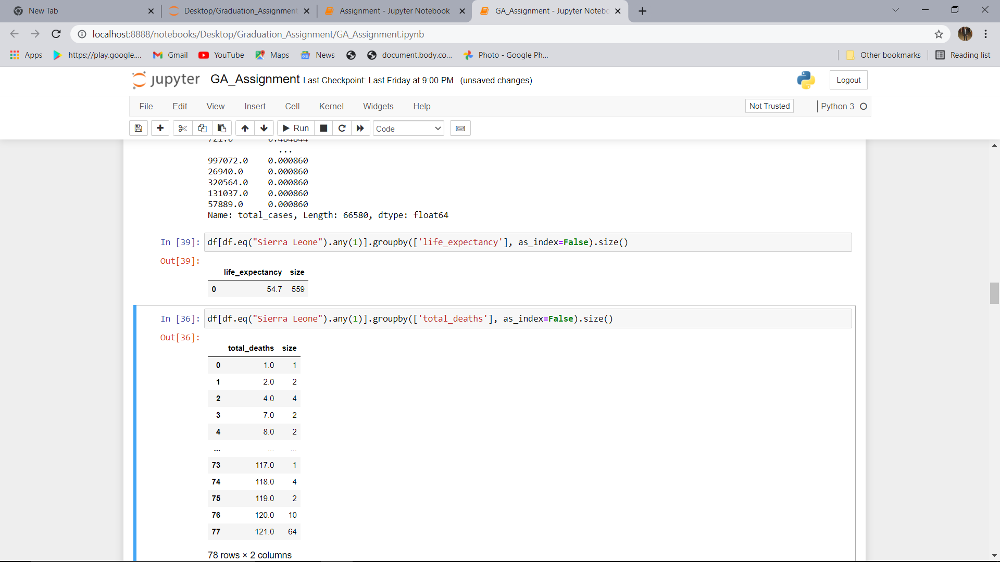 New Tab
Desktop/Graduation_Assignment
Assignment - Jupyter Notebook
GA_Assignment - Jupyter Notebo
localhost:8888/notebooks/Desktop/Graduation_Assignment/GA_Assignment.ipynb
Apps https://play.google.... Gmail YouTube Maps News document.body.co... Photo - Google Ph... Other bookmarks Reading list
jupyter GA_Assignment Last Checkpoint: Last Friday at 9:00 PM (unsaved changes) Logout
File Edit View Insert Cell Kernel Widgets Help Not Trusted Python 3
Run Code
721.0 0.484844
...
997072.0 0.000860
26940.0 0.000860
320564.0 0.000860
131037.0 0.000860
57889.0 0.000860
Name: total_cases, Length: 66580, dtype: float64
In [39]: df[df.eq("Sierra Leone").any(1)].groupby(['life_expectancy'], as_index=False).size()
Out[39]:
life_expectancy size
0 54.7 559
In [36]: df[df.eq("Sierra Leone").any(1)].groupby(['total_deaths'], as_index=False).size()
Out[36]:
total_deaths size
0 1.0 1
1 2.0 2
2 4.0 4
3 7.0 2
4 8.0 2
... ... ...
73 117.0 1
74 118.0 4
75 119.0 2
76 120.0 10
77 121.0 64
78 rows × 2 columns